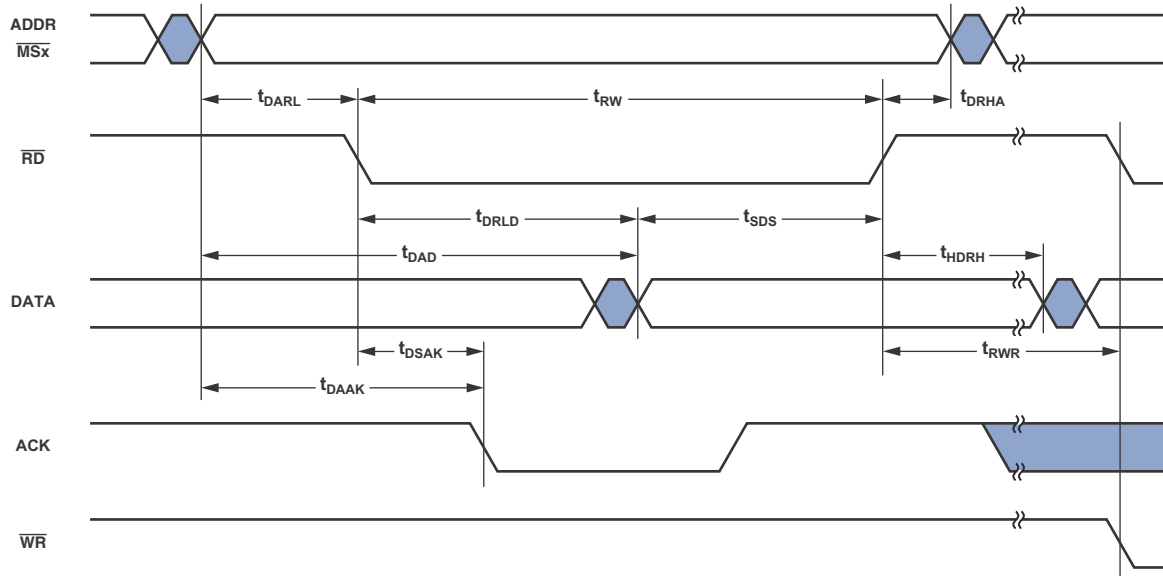 ADDR
MSx
tDARL
tRW
tDRHA
RD
tDRLD
tSDS
tDAD
tHDRH
DATA
tDSAK
tRWR
tDAAK
ACK
WR